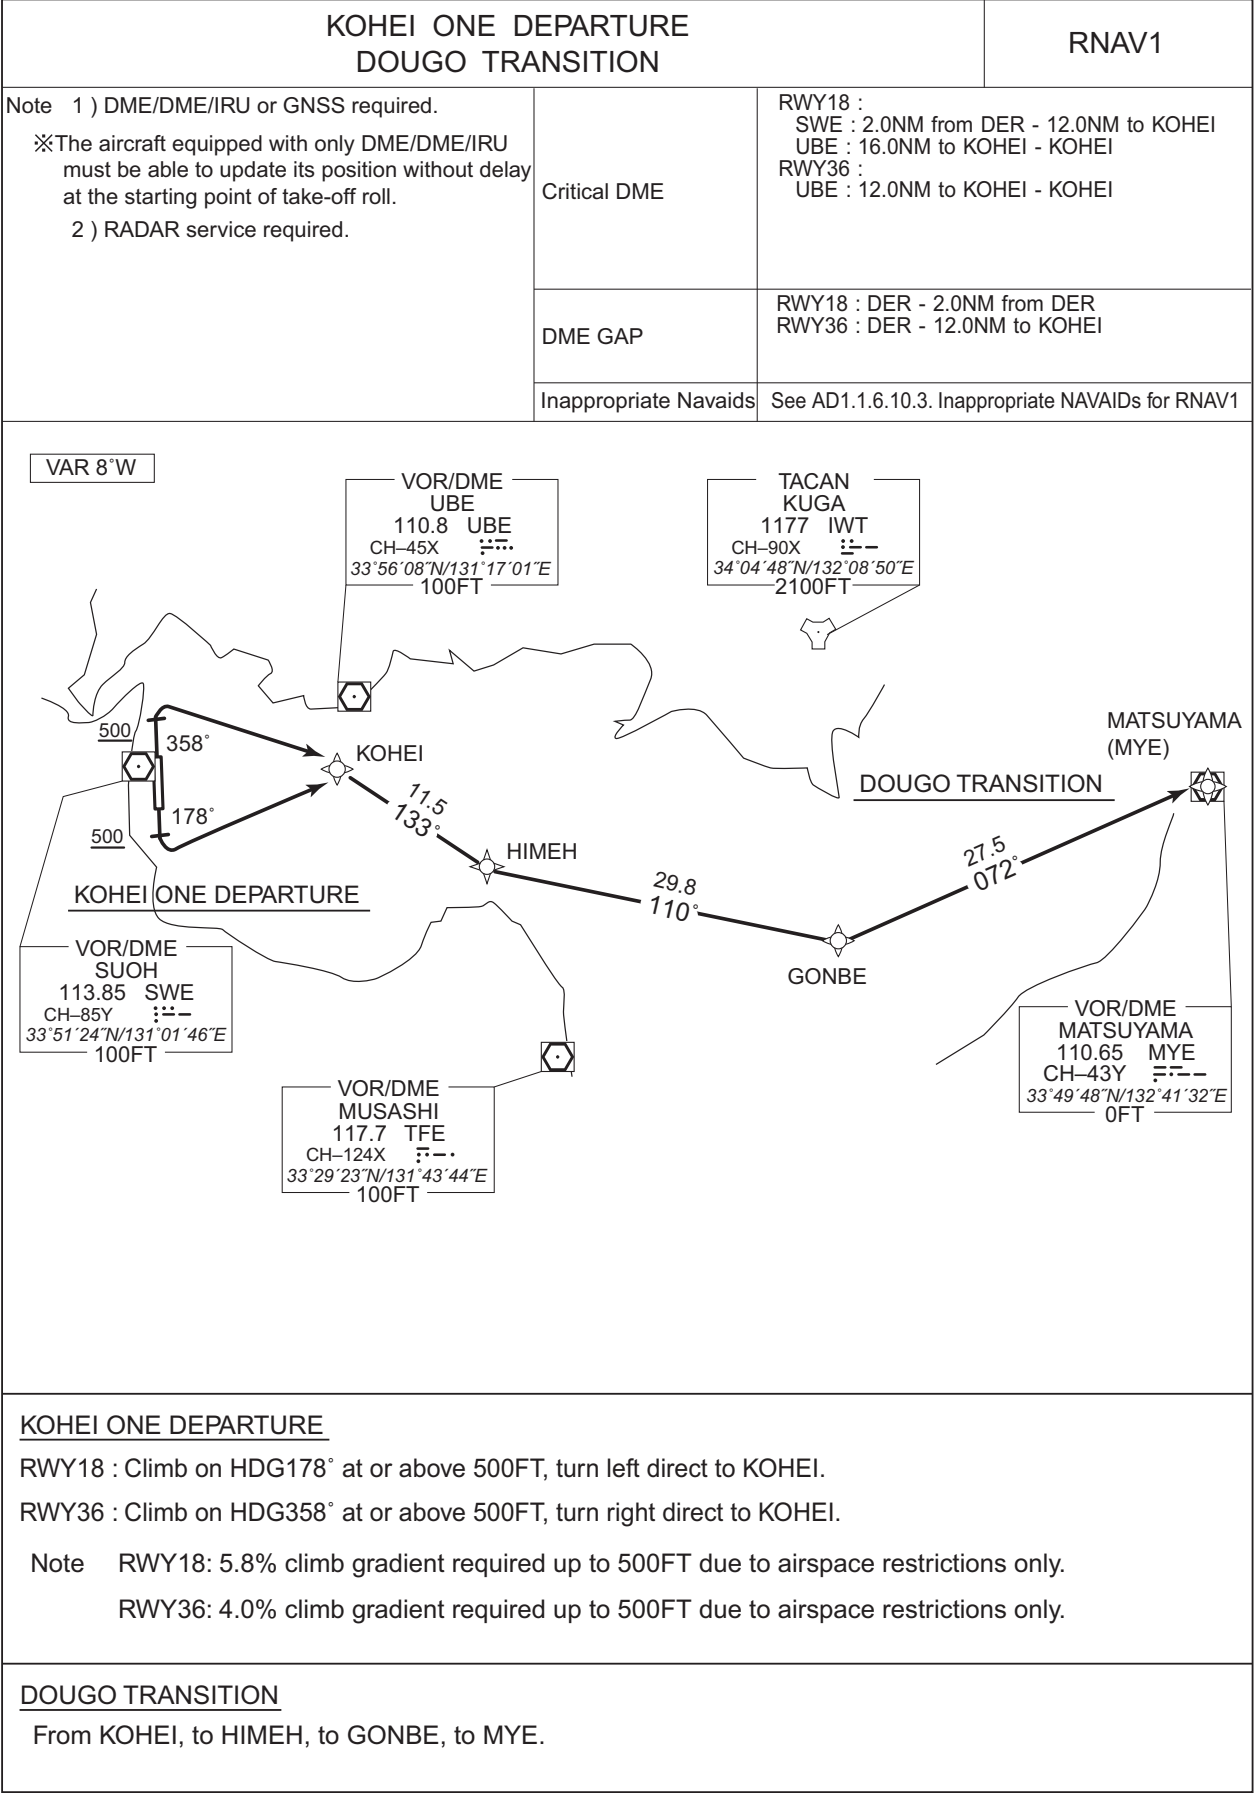 KOHEI ONE DEPARTURE
DOUGO TRANSITION
RNAV1
Note 1 ) DME/DME/IRU or GNSS required.
※The aircraft equipped with only DME/DME/IRU
must be able to update its position without delay
at the starting point of take-off roll.
2 ) RADAR service required.
Critical DME
RWY18 :
SWE : 2.0NM from DER - 12.0NM to KOHEI
UBE : 16.0NM to KOHEI - KOHEI
RWY36 :
UBE : 12.0NM to KOHEI - KOHEI
DME GAP
RWY18 : DER - 2.0NM from DER
RWY36 : DER - 12.0NM to KOHEI
Inappropriate Navaids
See AD1.1.6.10.3. Inappropriate NAVAIDs for RNAV1
VAR 8˚W
VOR/DME
UBE
110.8 UBE
CH–45X
33˚56´08˝N/131˚17´01˝E
100FT
TACAN
KUGA
1177 IWT
CH–90X
34˚04´48˝N/132˚08´50˝E
2100FT
500
358˚
KOHEI
178˚
500
11.5
133˚
HIMEH
KOHEI ONE DEPARTURE
29.8
110˚
GONBE
DOUGO TRANSITION
27.5
072˚
MATSUYAMA
(MYE)
VOR/DME
SUOH
113.85 SWE
CH–85Y
33˚51´24˝N/131˚01´46˝E
100FT
VOR/DME
MUSASHI
117.7 TFE
CH–124X
33˚29´23˝N/131˚43´44˝E
100FT
VOR/DME
MATSUYAMA
110.65 MYE
CH–43Y
33˚49´48˝N/132˚41´32˝E
0FT
KOHEI ONE DEPARTURE
RWY18 : Climb on HDG178˚ at or above 500FT, turn left direct to KOHEI.
RWY36 : Climb on HDG358˚ at or above 500FT, turn right direct to KOHEI.
Note RWY18: 5.8% climb gradient required up to 500FT due to airspace restrictions only.
RWY36: 4.0% climb gradient required up to 500FT due to airspace restrictions only.
DOUGO TRANSITION
From KOHEI, to HIMEH, to GONBE, to MYE.